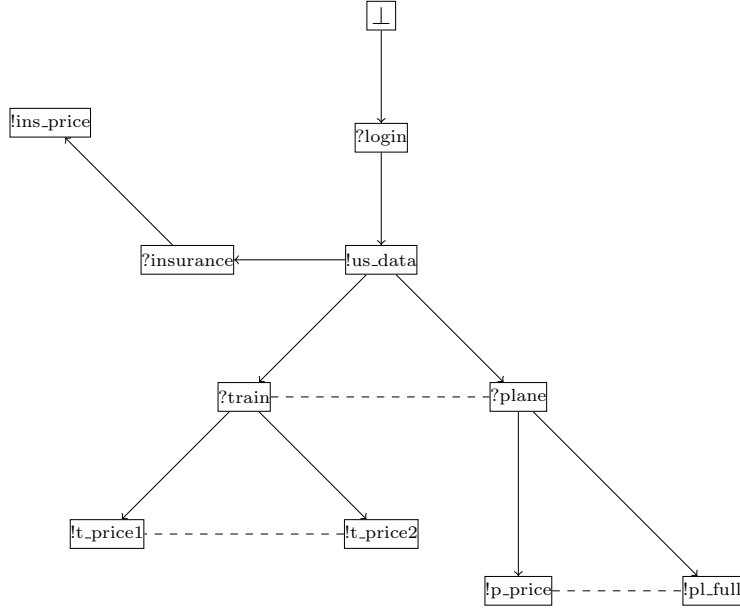 ⊥
!ins_price
?login
?insurance
!us_data
?train
?plane
!t_price1
!t_price2
!p_price
!pl_full